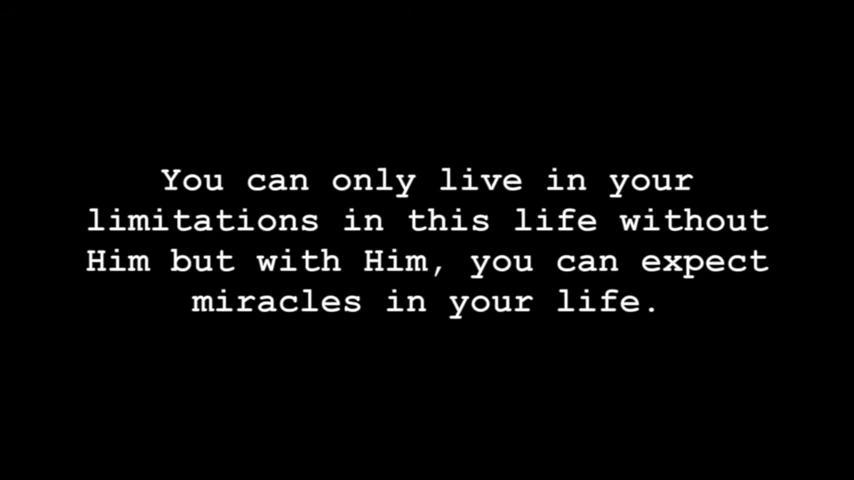 You can only live in your
limitations in this life without
Him but with Him, you can expect
miracles in your life.